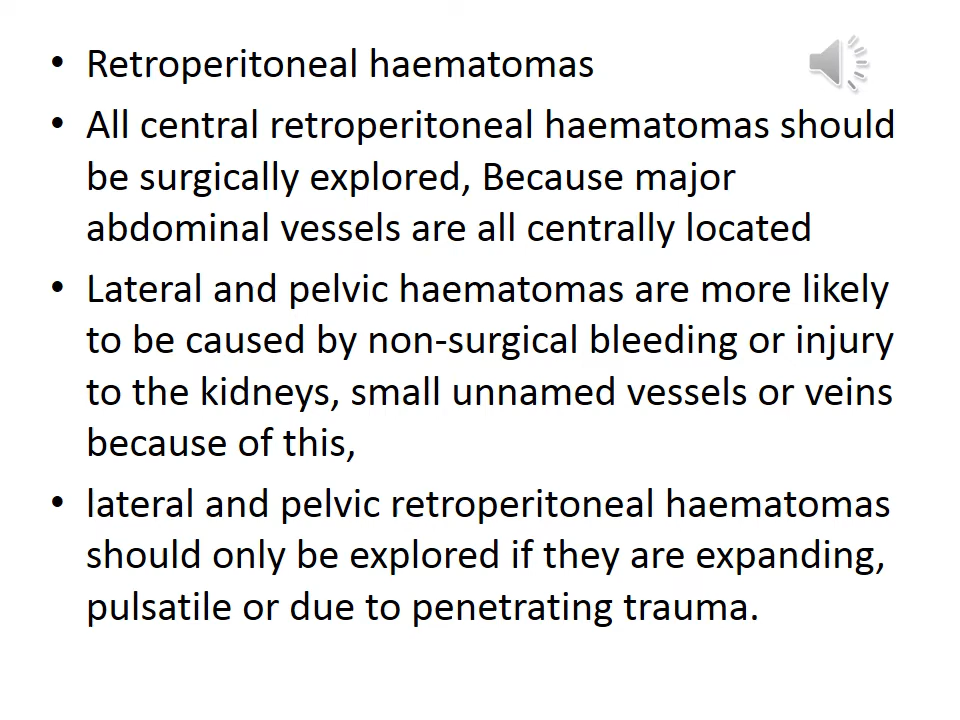 • Retroperitoneal haematomas
• All central retroperitoneal haematomas should
be surgically explored, Because major
abdominal vessels are all centrally located
• Lateral and pelvic haematomas are more likely
to be caused by non-surgical bleeding or injury
to the kidneys, small unnamed vessels or veins
because of this,
• lateral and pelvic retroperitoneal haematomas
should only be explored if they are expanding,
pulsatile or due to penetrating trauma.